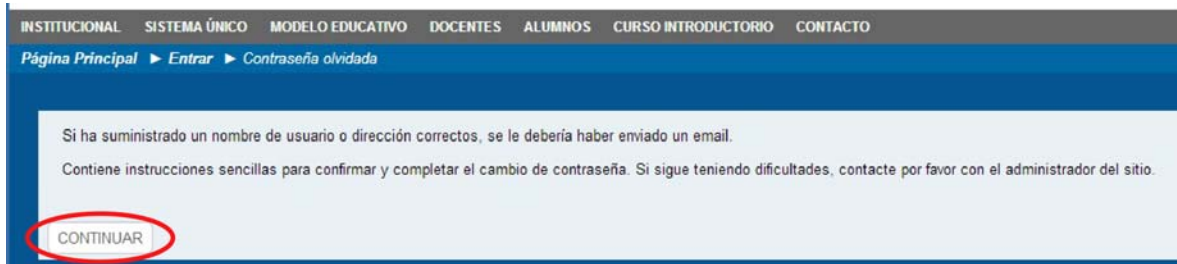 INSTITUCIONAL SISTEMA ÚNICO MODELO EDUCATIVO DOCENTES ALUMNOS CURSO INTRODUCTORIO CONTACTO
Página Principal ► Entrar ► Contraseña olvidada
Si ha suministrado un nombre de usuario o dirección correctos, se le debería haber enviado un email.
Contiene instrucciones sencillas para confirmar y completar el cambio de contraseña. Si sigue teniendo dificultades, contacte por favor con el administrador del sitio.
CONTINUAR